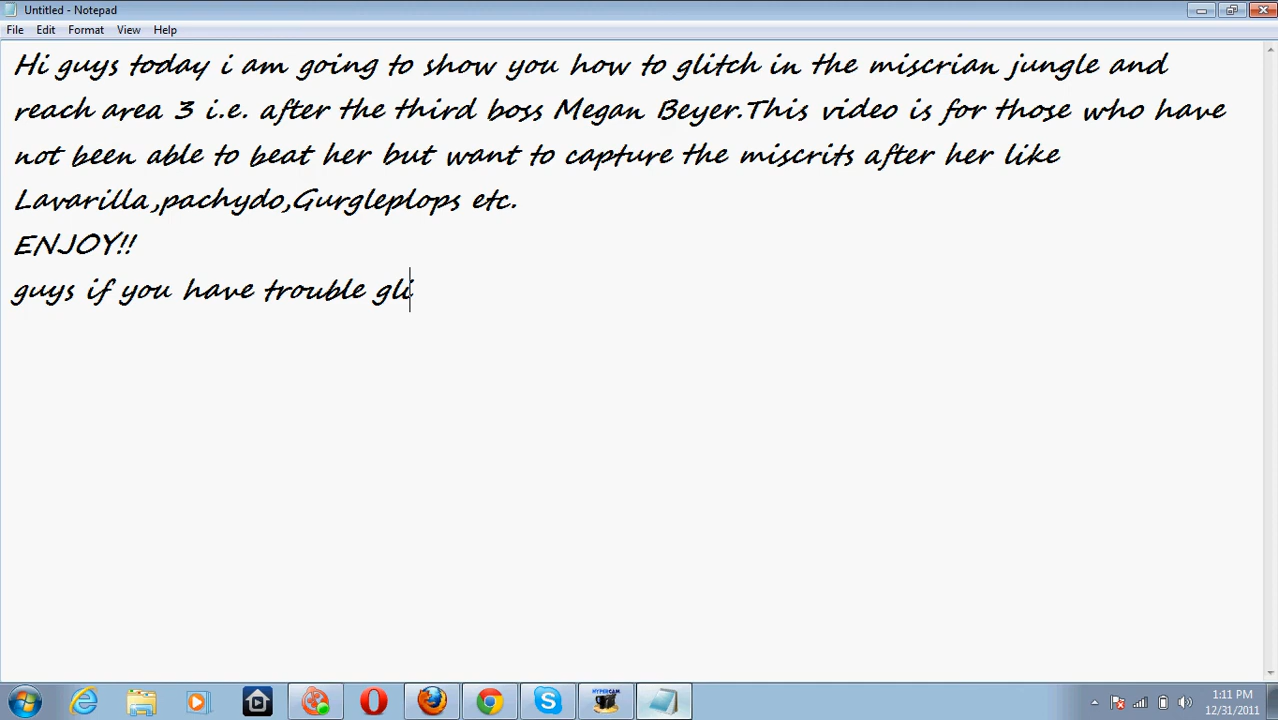 Untitled - Notepad
File Edit Format View Help
Hi guys today i am going to show you how to glitch in the miscrian jungle and
reach area 3 i.e. after the third boss Megan Beyer.This video is for those who have
not been able to beat her but want to capture the miscrits after her like
Lavarilla,pachydo,Gurgleplops etc.
ENJOY!!
guys if you have trouble gli
HYPERCAM
1:11 PM
12/31/2011